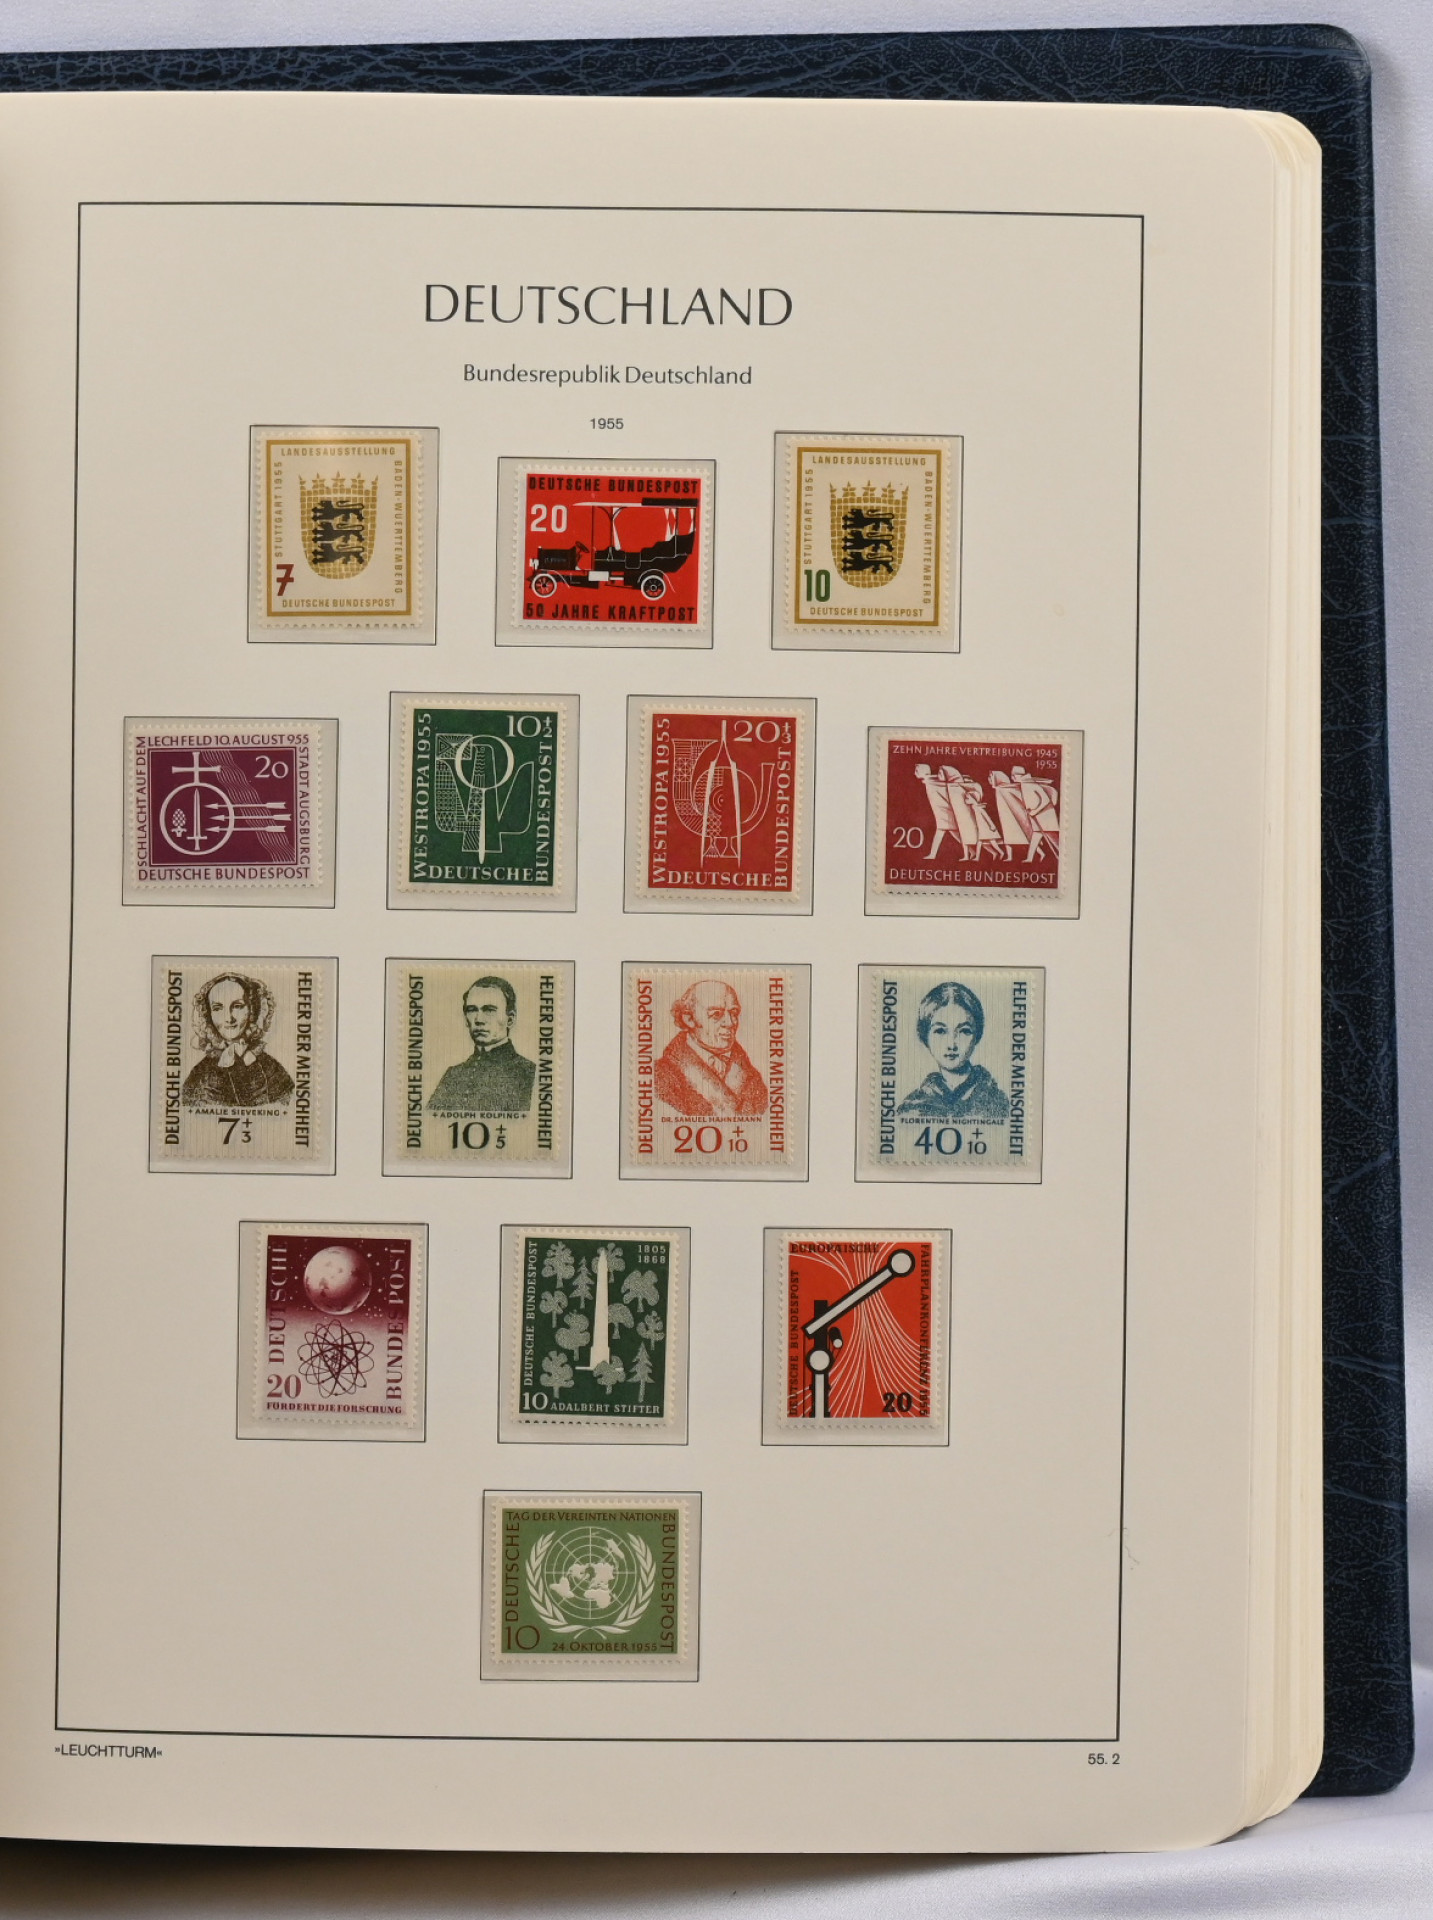 DEUTSCHLAND
Bundesrepublik Deutschland
1955
LANDESAUSSTELLUNG
STUTTGART 1955
BADEN-WUERTTEMBERG
7
DEUTSCHE BUNDESPOST
DEUTSCHE BUNDESPOST
20
50 JAHRE KRAFTPOST
LANDESAUSSTELLUNG
STUTTGART 1955
BADEN-WUERTTEMBERG
10
DEUTSCHE BUNDESPOST
SCHLACHT AUF DEM
LECHFELD 10. AUGUST 955
STADT AUGSBURG
20
DEUTSCHE BUNDESPOST
WESTROPA 1955
10+2
BUNDESPOST
DEUTSCHE
WESTROPA 1955
20+3
BUNDESPOST
DEUTSCHE
ZEHN JAHRE VERTREIBUNG 1945
1955
20
DEUTSCHE BUNDESPOST
DEUTSCHE BUNDESPOST
HELFER DER MENSCHHEIT
+ AMALIE SIEVEKING +
7+3
DEUTSCHE BUNDESPOST
HELFER DER MENSCHHEIT
+ ADOLPH KOLPING +
10+5
DEUTSCHE BUNDESPOST
HELFER DER MENSCHHEIT
DR. SAMUEL HAHNEMANN
20+10
DEUTSCHE BUNDESPOST
HELFER DER MENSCHHEIT
FLORENTINE NIGHTINGALE
40+10
DEUTSCHE
BUNDESPOST
20
FÖRDERT DIE FORSCHUNG
DEUTSCHE BUNDESPOST
1805
1868
10 ADALBERT STIFTER
EUROPÄISCHE
FAHRPLANKONFERENZ 1955
DEUTSCHE BUNDESPOST
20
TAG DER VEREINTEN NATIONEN
DEUTSCHE
BUNDESPOST
10
24. OKTOBER 1955
»LEUCHTTURM«
55. 2